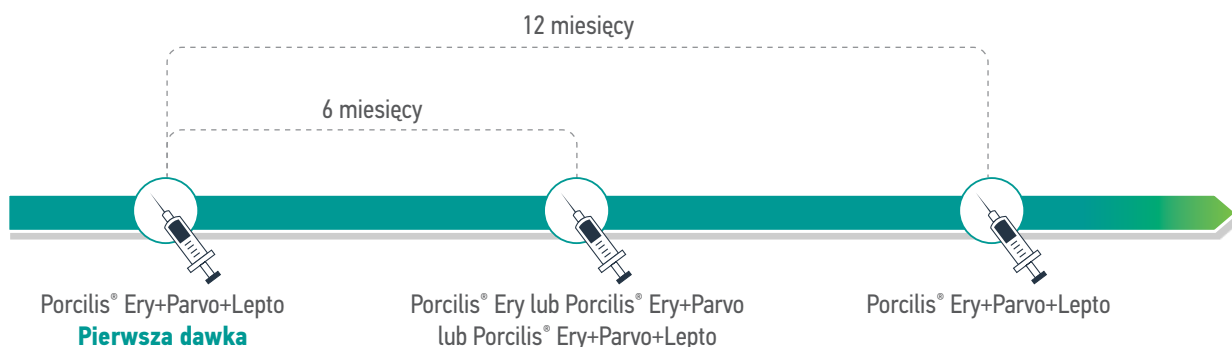 12 miesięcy
6 miesięcy
Porcilis® Ery+Parvo+Lepto
Pierwsza dawka
Porcilis® Ery lub Porcilis® Ery+Parvo
lub Porcilis® Ery+Parvo+Lepto
Porcilis® Ery+Parvo+Lepto